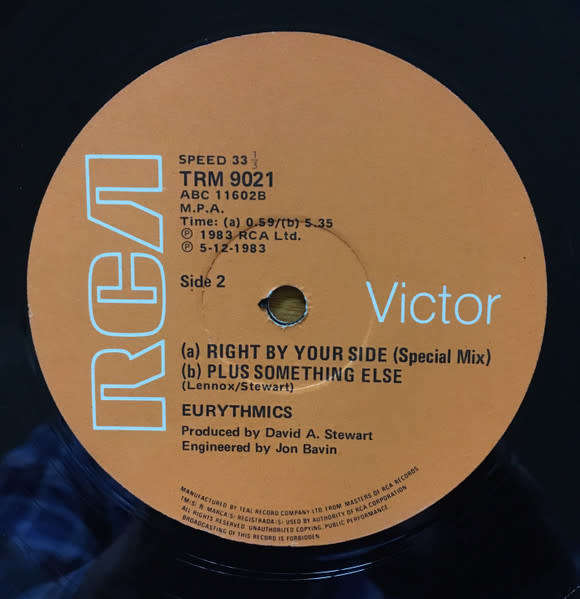 RCA
SPEED 33 1/3
TRM 9021
ABC 11602B
M.P.A.
Time: (a) 0.59/(b) 5.35
Ⓟ 1983 RCA Ltd.
Ⓟ 5-12-1983
Side 2
Victor
(a) RIGHT BY YOUR SIDE (Special Mix)
(b) PLUS SOMETHING ELSE
(Lennox/Stewart)
EURYTHMICS
Produced by David A. Stewart
Engineered by Jon Bavin
MANUFACTURED BY TEAL RECORD COMPANY LTD FROM MASTERS OF RCA RECORDS
TM(S) ® MARCA(S) REGISTRADA(S) USED BY AUTHORITY OF RCA CORPORATION
ALL RIGHTS RESERVED. UNAUTHORIZED COPYING, PUBLIC PERFORMANCE,
BROADCASTING OF THIS RECORD IS FORBIDDEN